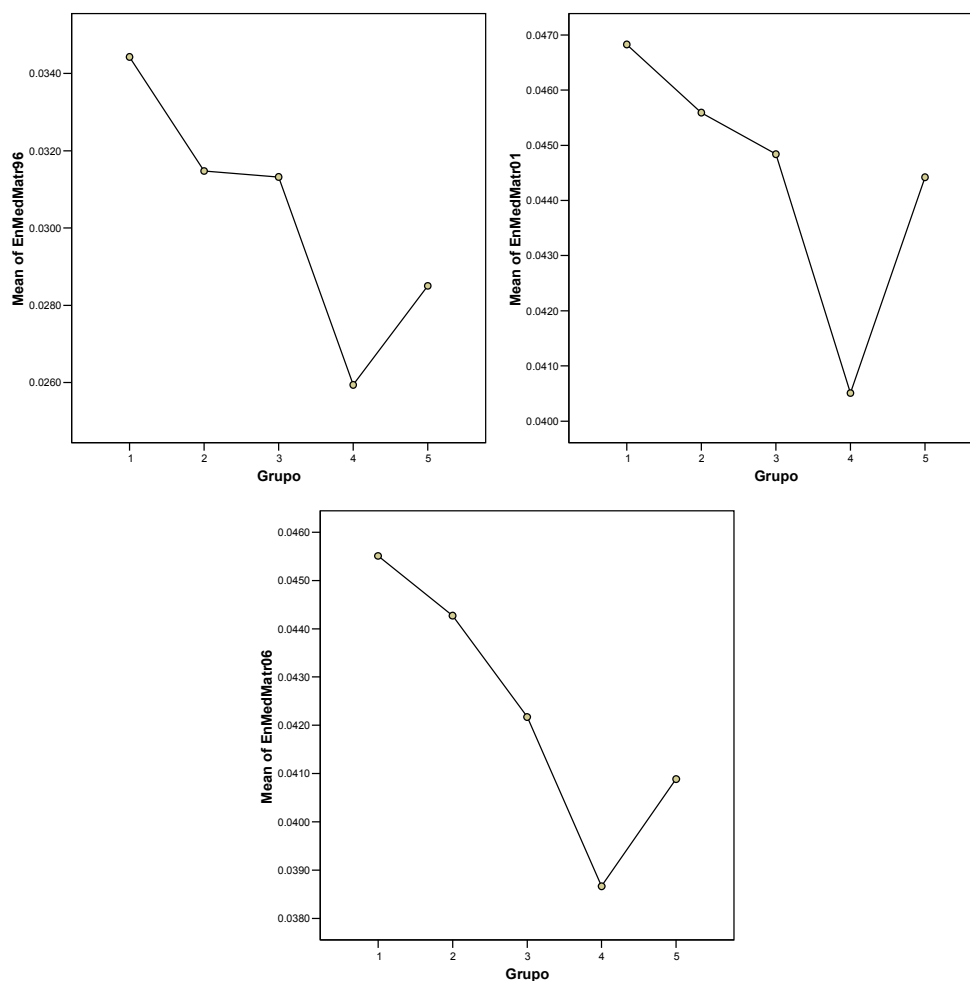 Mean of EnMedMatr96
0.0340
0.0320
0.0300
0.0280
0.0260
1 2 3 4 5
Grupo
Mean of EnMedMatr01
0.0470
0.0460
0.0450
0.0440
0.0430
0.0420
0.0410
0.0400
1 2 3 4 5
Grupo
Mean of EnMedMatr06
0.0460
0.0450
0.0440
0.0430
0.0420
0.0410
0.0400
0.0390
0.0380
1 2 3 4 5
Grupo